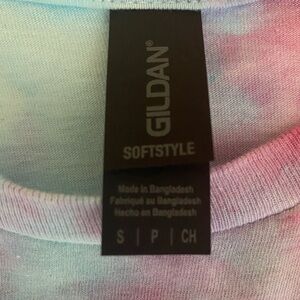 GILDAN®
SOFTSTYLE
Made in Bangladesh
Fabriqué au Bangladesh
Hecho en Bangladesh
S | P | CH